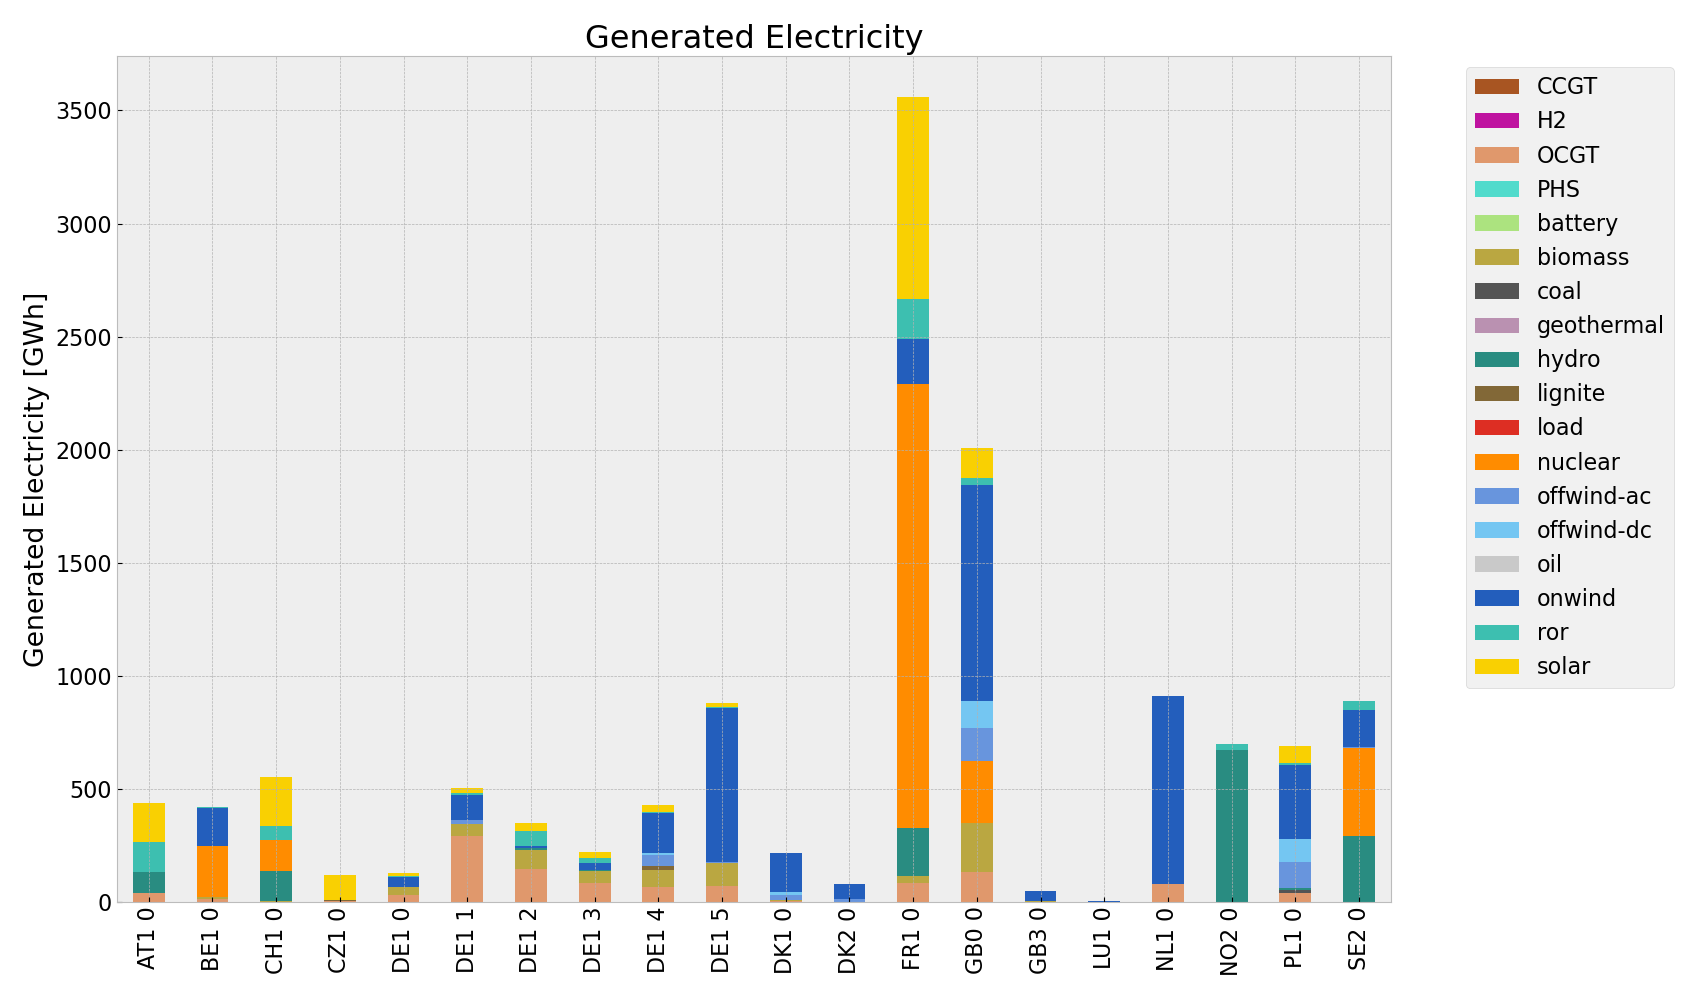 Generated Electricity
Generated Electricity [GWh]
3500
3000
2500
2000
1500
1000
500
0
AT1 0
BE1 0
CH1 0
CZ1 0
DE1 0
DE1 1
DE1 2
DE1 3
DE1 4
DE1 5
DK1 0
DK2 0
FR1 0
GB0 0
GB3 0
LU1 0
NL1 0
NO2 0
PL1 0
SE2 0
CCGT
H2
OCGT
PHS
battery
biomass
coal
geothermal
hydro
lignite
load
nuclear
offwind-ac
offwind-dc
oil
onwind
ror
solar